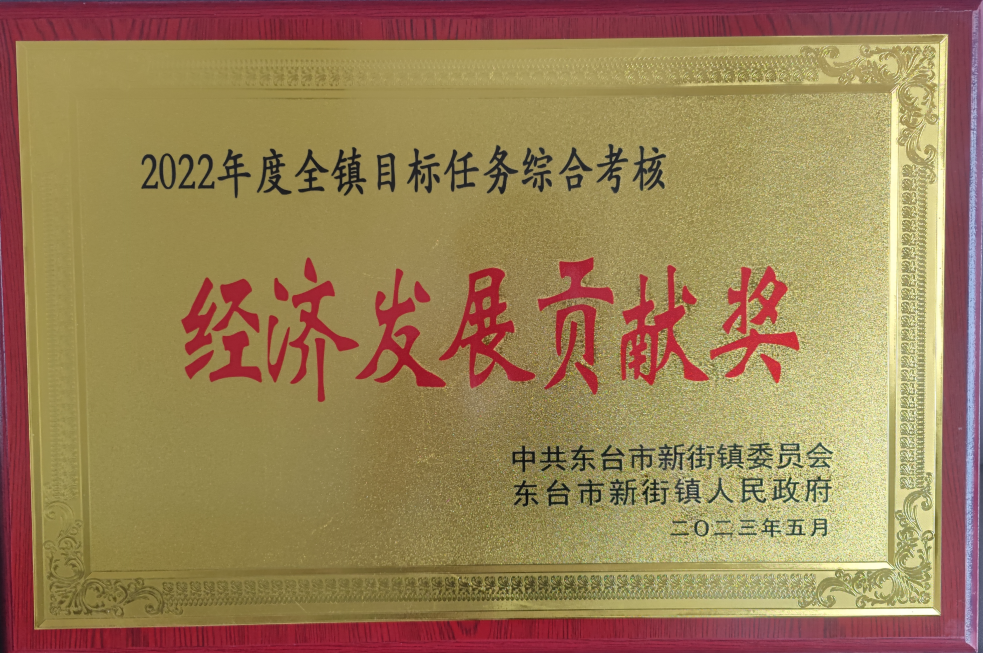 2022年度全镇目标任务综合考核
经济发展贡献奖
中共东台市新街镇委员会
东台市新街镇人民政府
二〇二三年五月